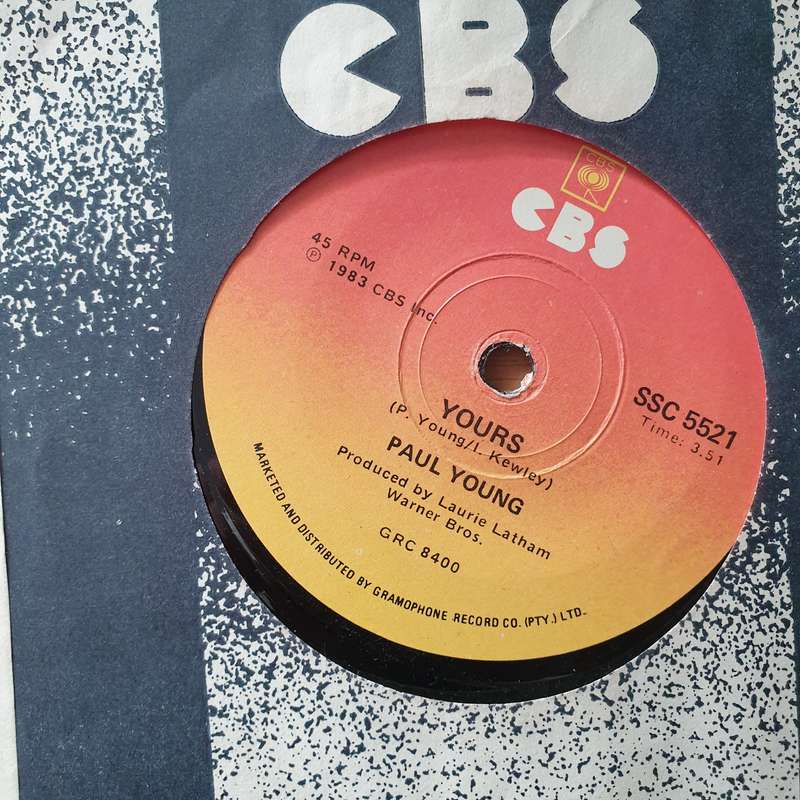 CBS
CBS
CBS
45 RPM
℗ 1983 CBS Inc.
SSC 5521
Time: 3.51
YOURS
(P. Young/I. Kewley)
PAUL YOUNG
Produced by Laurie Latham
Warner Bros.
GRC 8400
MARKETED AND DISTRIBUTED BY GRAMOPHONE RECORD CO. (PTY.) LTD.